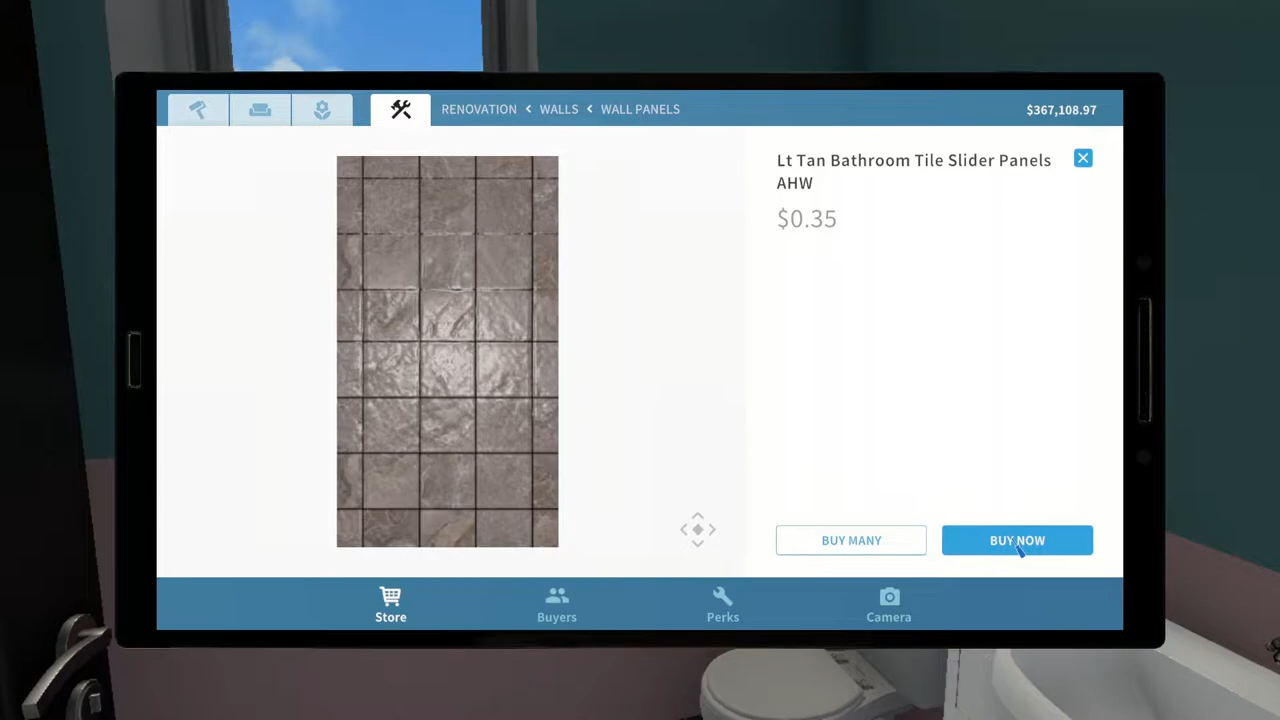 RENOVATION < WALLS < WALL PANELS
$367,108.97
Lt Tan Bathroom Tile Slider Panels
AHW
$0.35
BUY MANY
BUY NOW
Store
Buyers
Perks
Camera